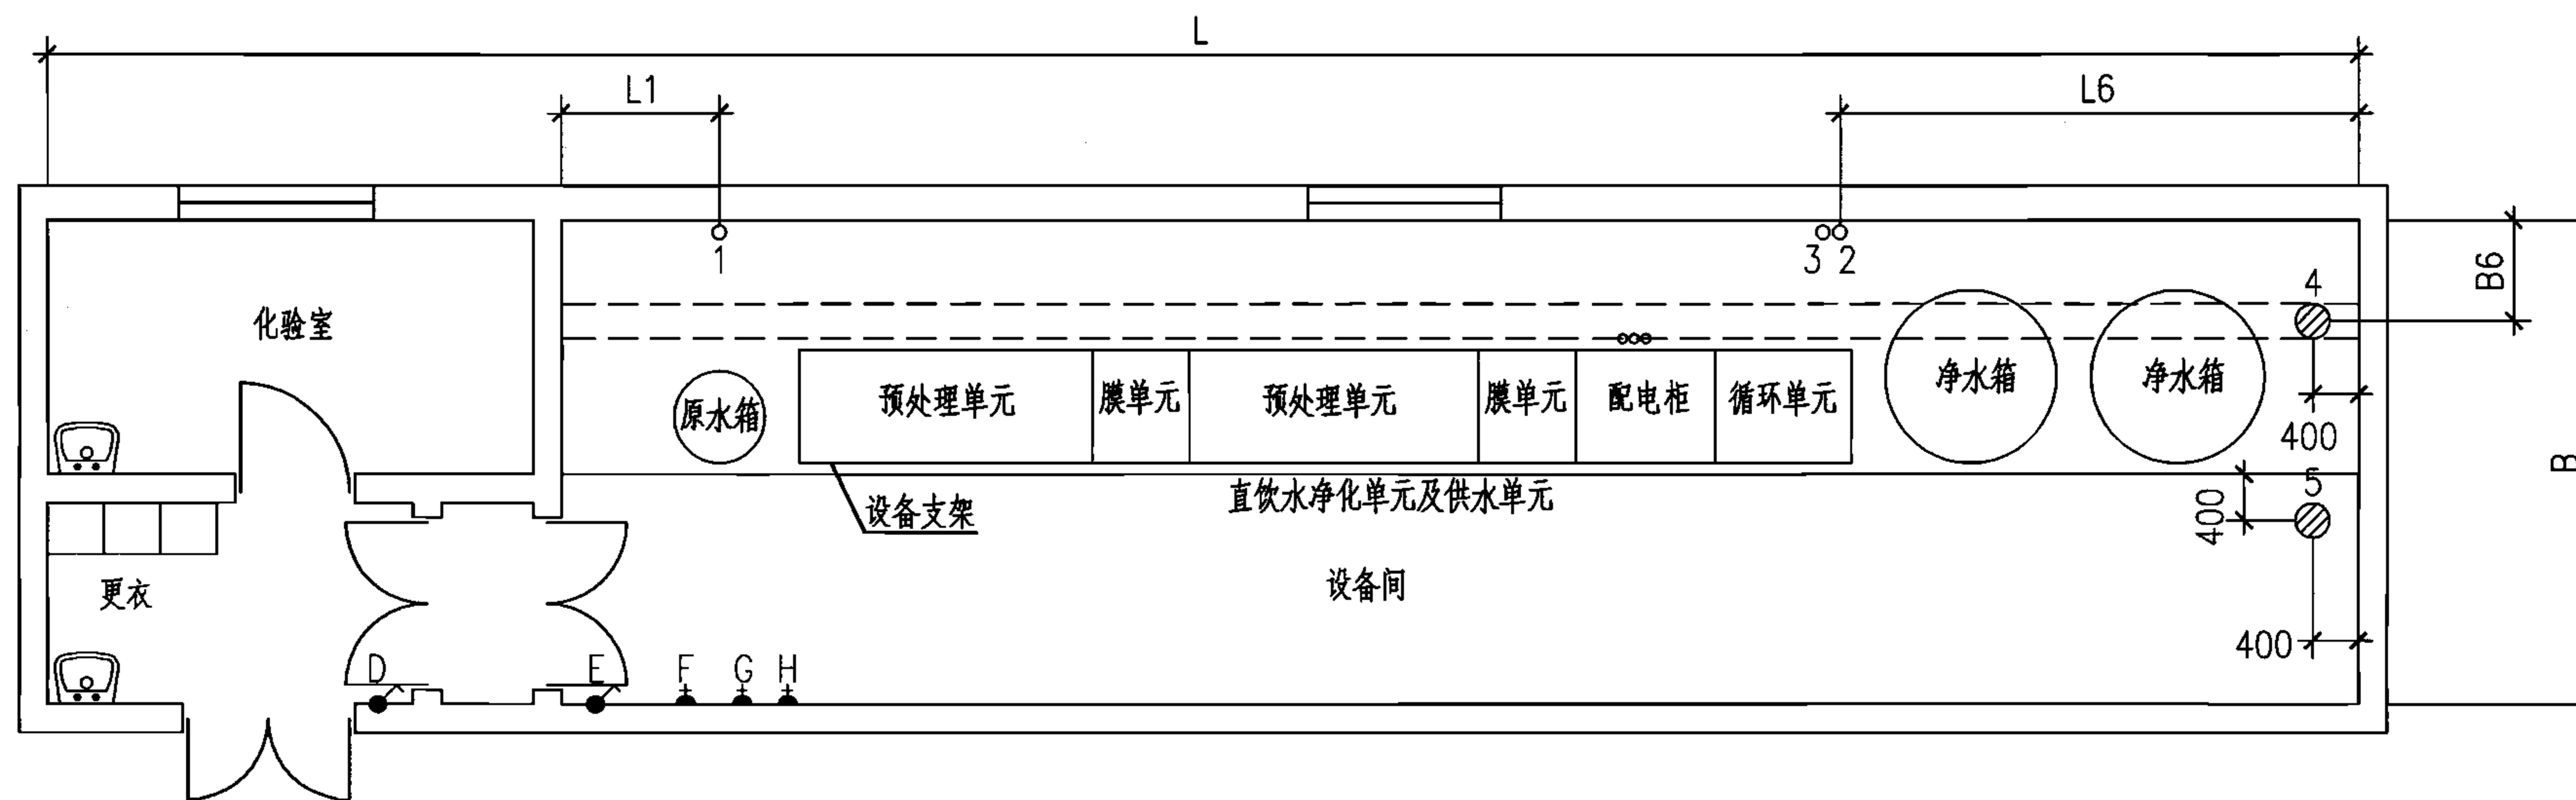 L
L1
L6
1
3 2
4
B6
化验室
原水箱
预处理单元
膜单元
预处理单元
膜单元
配电柜
循环单元
净水箱
净水箱
400
B
5
设备支架
直饮水净化单元及供水单元
400
更衣
设备间
400
D
E
F
G
H